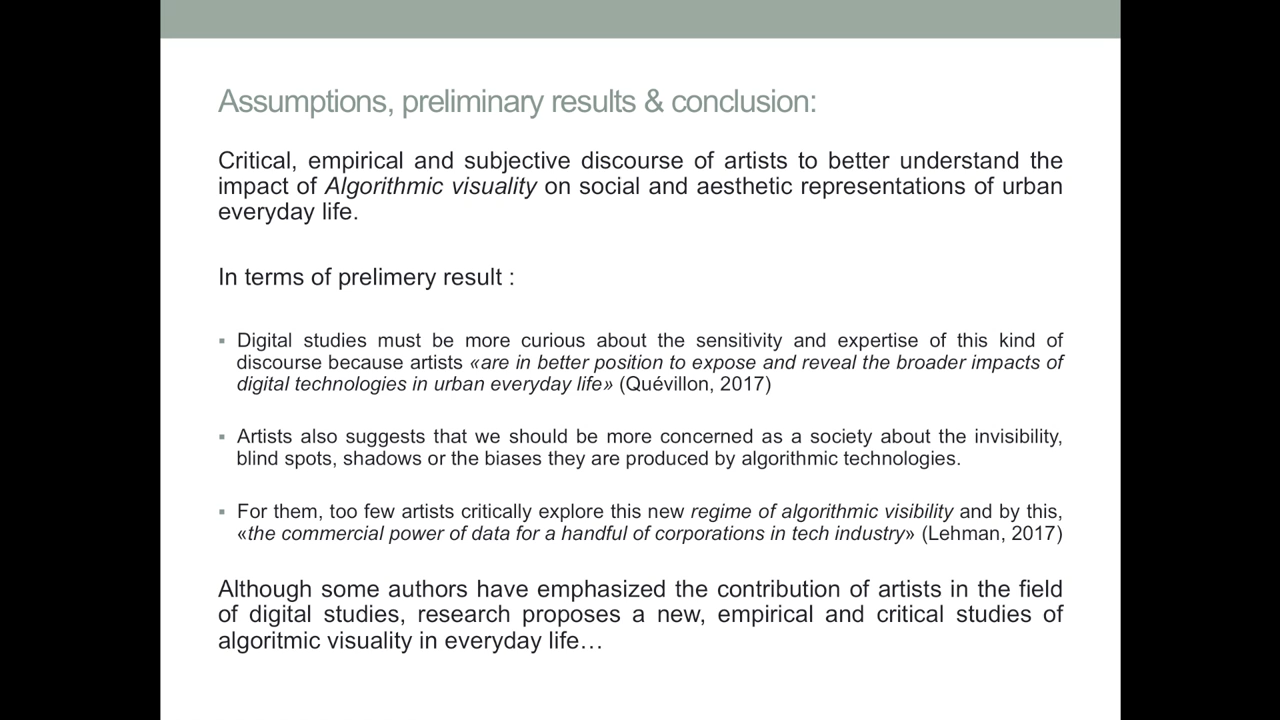 Assumptions, preliminary results & conclusion:
Critical, empirical and subjective discourse of artists to better understand the
impact of Algorithmic visuality on social and aesthetic representations of urban
everyday life.
In terms of prelimery result :
▪ Digital studies must be more curious about the sensitivity and expertise of this kind of
discourse because artists «are in better position to expose and reveal the broader impacts of
digital technologies in urban everyday life» (Quévillon, 2017)
▪ Artists also suggests that we should be more concerned as a society about the invisibility,
blind spots, shadows or the biases they are produced by algorithmic technologies.
▪ For them, too few artists critically explore this new regime of algorithmic visibility and by this,
«the commercial power of data for a handful of corporations in tech industry» (Lehman, 2017)
Although some authors have emphasized the contribution of artists in the field
of digital studies, research proposes a new, empirical and critical studies of
algoritmic visuality in everyday life…